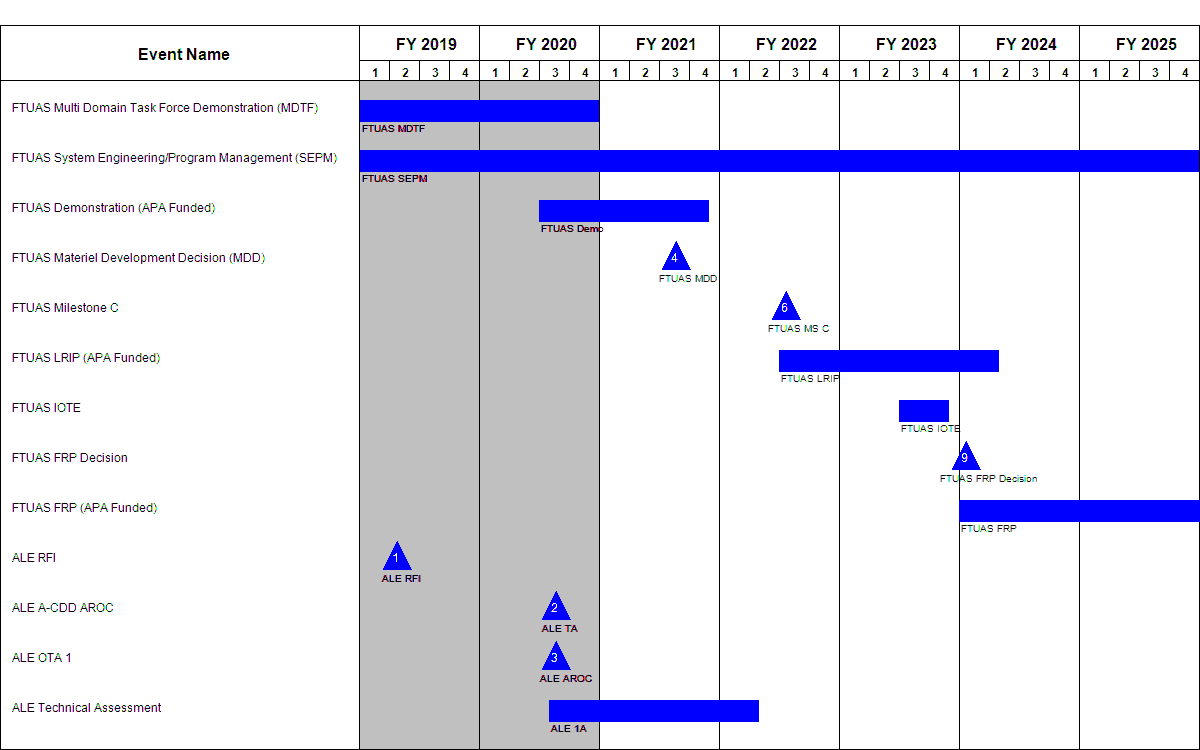 Event Name FY 2019 FY 2020 FY 2021 FY 2022 FY 2023 FY 2024 FY 2025
1 2 3 4 1 2 3 4 1 2 3 4 1 2 3 4 1 2 3 4 1 2 3 4 1 2 3 4
FTUAS Multi Domain Task Force Demonstration (MDTF)
FTUAS MDTF
FTUAS System Engineering/Program Management (SEPM)
FTUAS SEPM
FTUAS Demonstration (APA Funded)
FTUAS Demo
FTUAS Materiel Development Decision (MDD)
4
FTUAS MDD
FTUAS Milestone C
6
FTUAS MS C
FTUAS LRIP (APA Funded)
FTUAS LRIP
FTUAS IOTE
FTUAS IOTE
FTUAS FRP Decision
9
FTUAS FRP Decision
FTUAS FRP (APA Funded)
FTUAS FRP
ALE RFI
1
ALE RFI
ALE A-CDD AROC
2
ALE TA
ALE OTA 1
3
ALE AROC
ALE Technical Assessment
ALE 1A